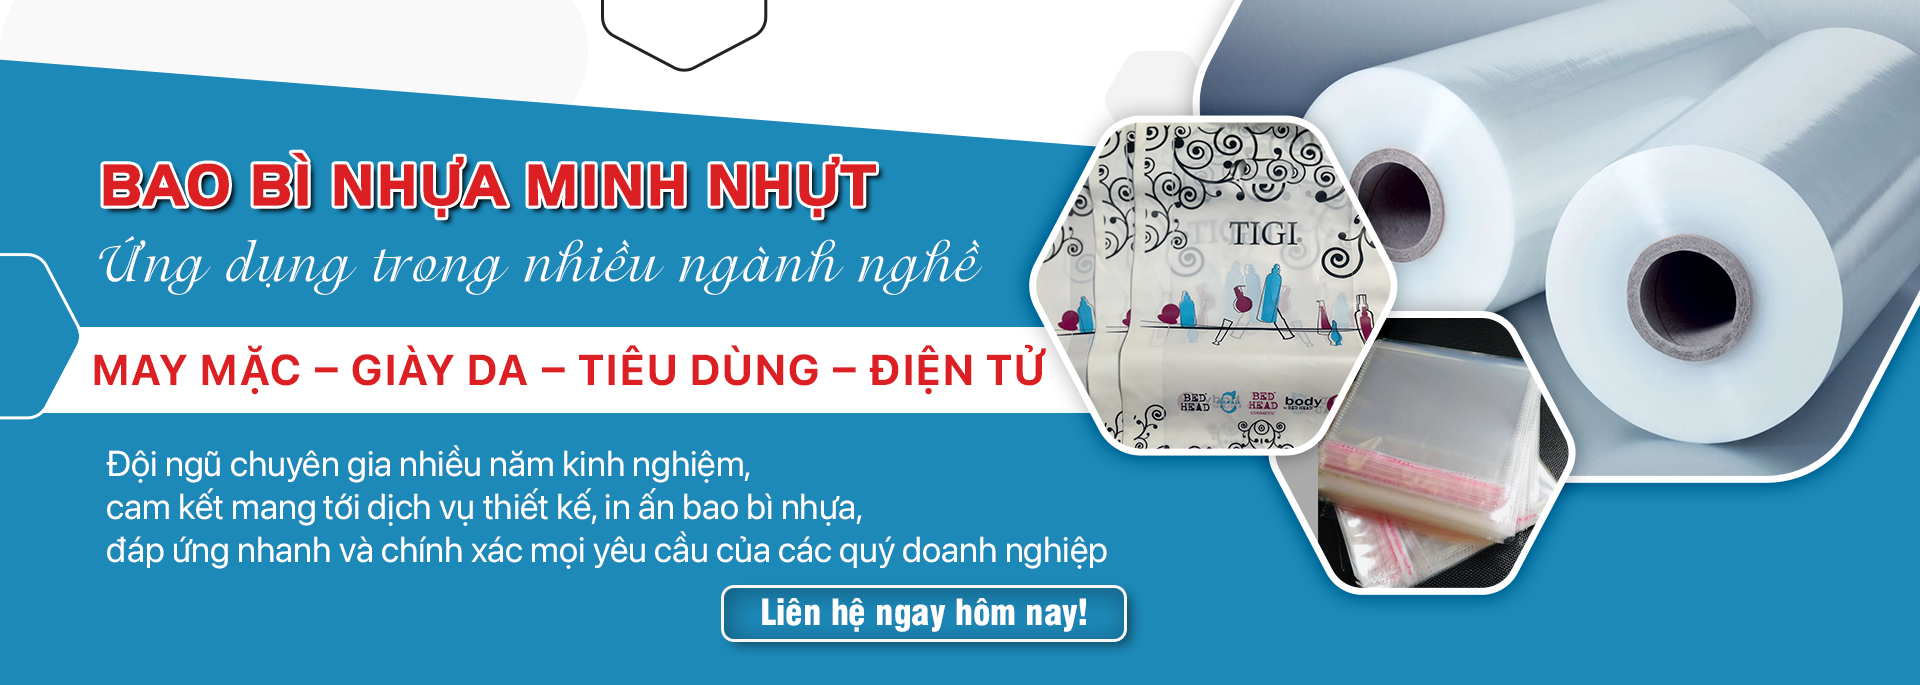 BAO BÌ NHỰA MINH NHỰT
Ứng dụng trong nhiều ngành nghề
MAY MẶC – GIÀY DA – TIÊU DÙNG – ĐIỆN TỬ
Đội ngũ chuyên gia nhiều năm kinh nghiệm,
cam kết mang tới dịch vụ thiết kế, in ấn bao bì nhựa,
đáp ứng nhanh và chính xác mọi yêu cầu của các quý doanh nghiệp
Liên hệ ngay hôm nay!
TIGI
BED HEAD
BED HEAD
COSMETIC
body
BED HEAD